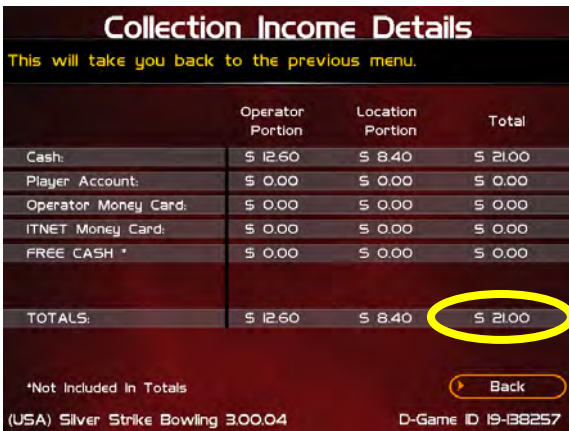 Collection Income Details
This will take you back to the previous menu.
Operator Portion Location Portion Total
Cash: $ 12.60 $ 8.40 $ 21.00
Player Account: $ 0.00 $ 0.00 $ 0.00
Operator Money Card: $ 0.00 $ 0.00 $ 0.00
ITNET Money Card: $ 0.00 $ 0.00 $ 0.00
FREE CASH * $ 0.00 $ 0.00 $ 0.00
TOTALS: $ 12.60 $ 8.40 $ 21.00
*Not Included In Totals Back
(USA) Silver Strike Bowling 3.00.04 D-Game ID 19-138257